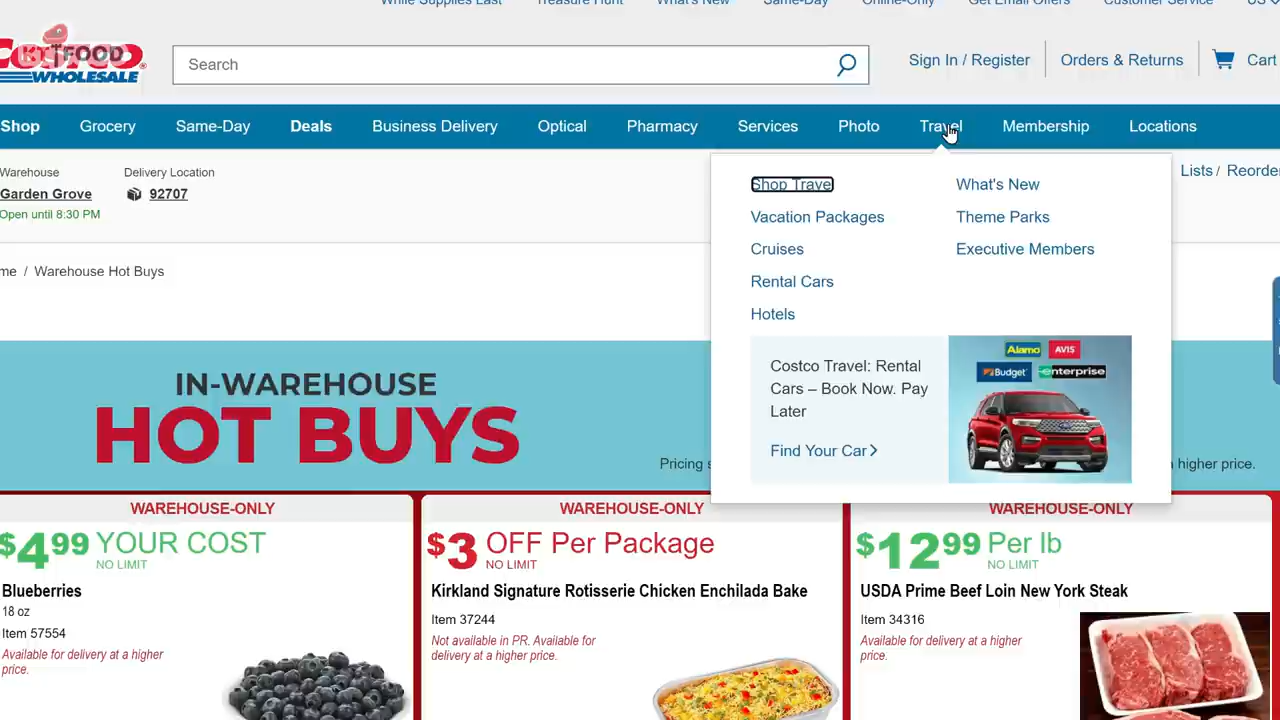 While Supplies Last
Treasure Hunt
What's New
Same-Day
Online-Only
Get Email Offers
Customer Service
US
FOOD
WHOLESALE
Search
Sign In / Register
Orders & Returns
Cart
Shop
Grocery
Same-Day
Deals
Business Delivery
Optical
Pharmacy
Services
Photo
Travel
Membership
Locations
Warehouse
Garden Grove
Open until 8:30 PM
Delivery Location
92707
Lists /
Reorder
Shop Travel
Vacation Packages
Cruises
Rental Cars
Hotels
What's New
Theme Parks
Executive Members
Costco Travel: Rental
Cars – Book Now. Pay
Later
Find Your Car
Alamo
AVIS
Budget
enterprise
me / Warehouse Hot Buys
IN-WAREHOUSE
HOT BUYS
Pricing
higher price.
WAREHOUSE-ONLY
$4.99 YOUR COST
NO LIMIT
Blueberries
18 oz
Item 57554
Available for delivery at a higher
price.
WAREHOUSE-ONLY
$3 OFF Per Package
NO LIMIT
Kirkland Signature Rotisserie Chicken Enchilada Bake
Item 37244
Not available in PR. Available for
delivery at a higher price.
WAREHOUSE-ONLY
$12.99 Per lb
NO LIMIT
USDA Prime Beef Loin New York Steak
Item 34316
Available for delivery at a higher
price.